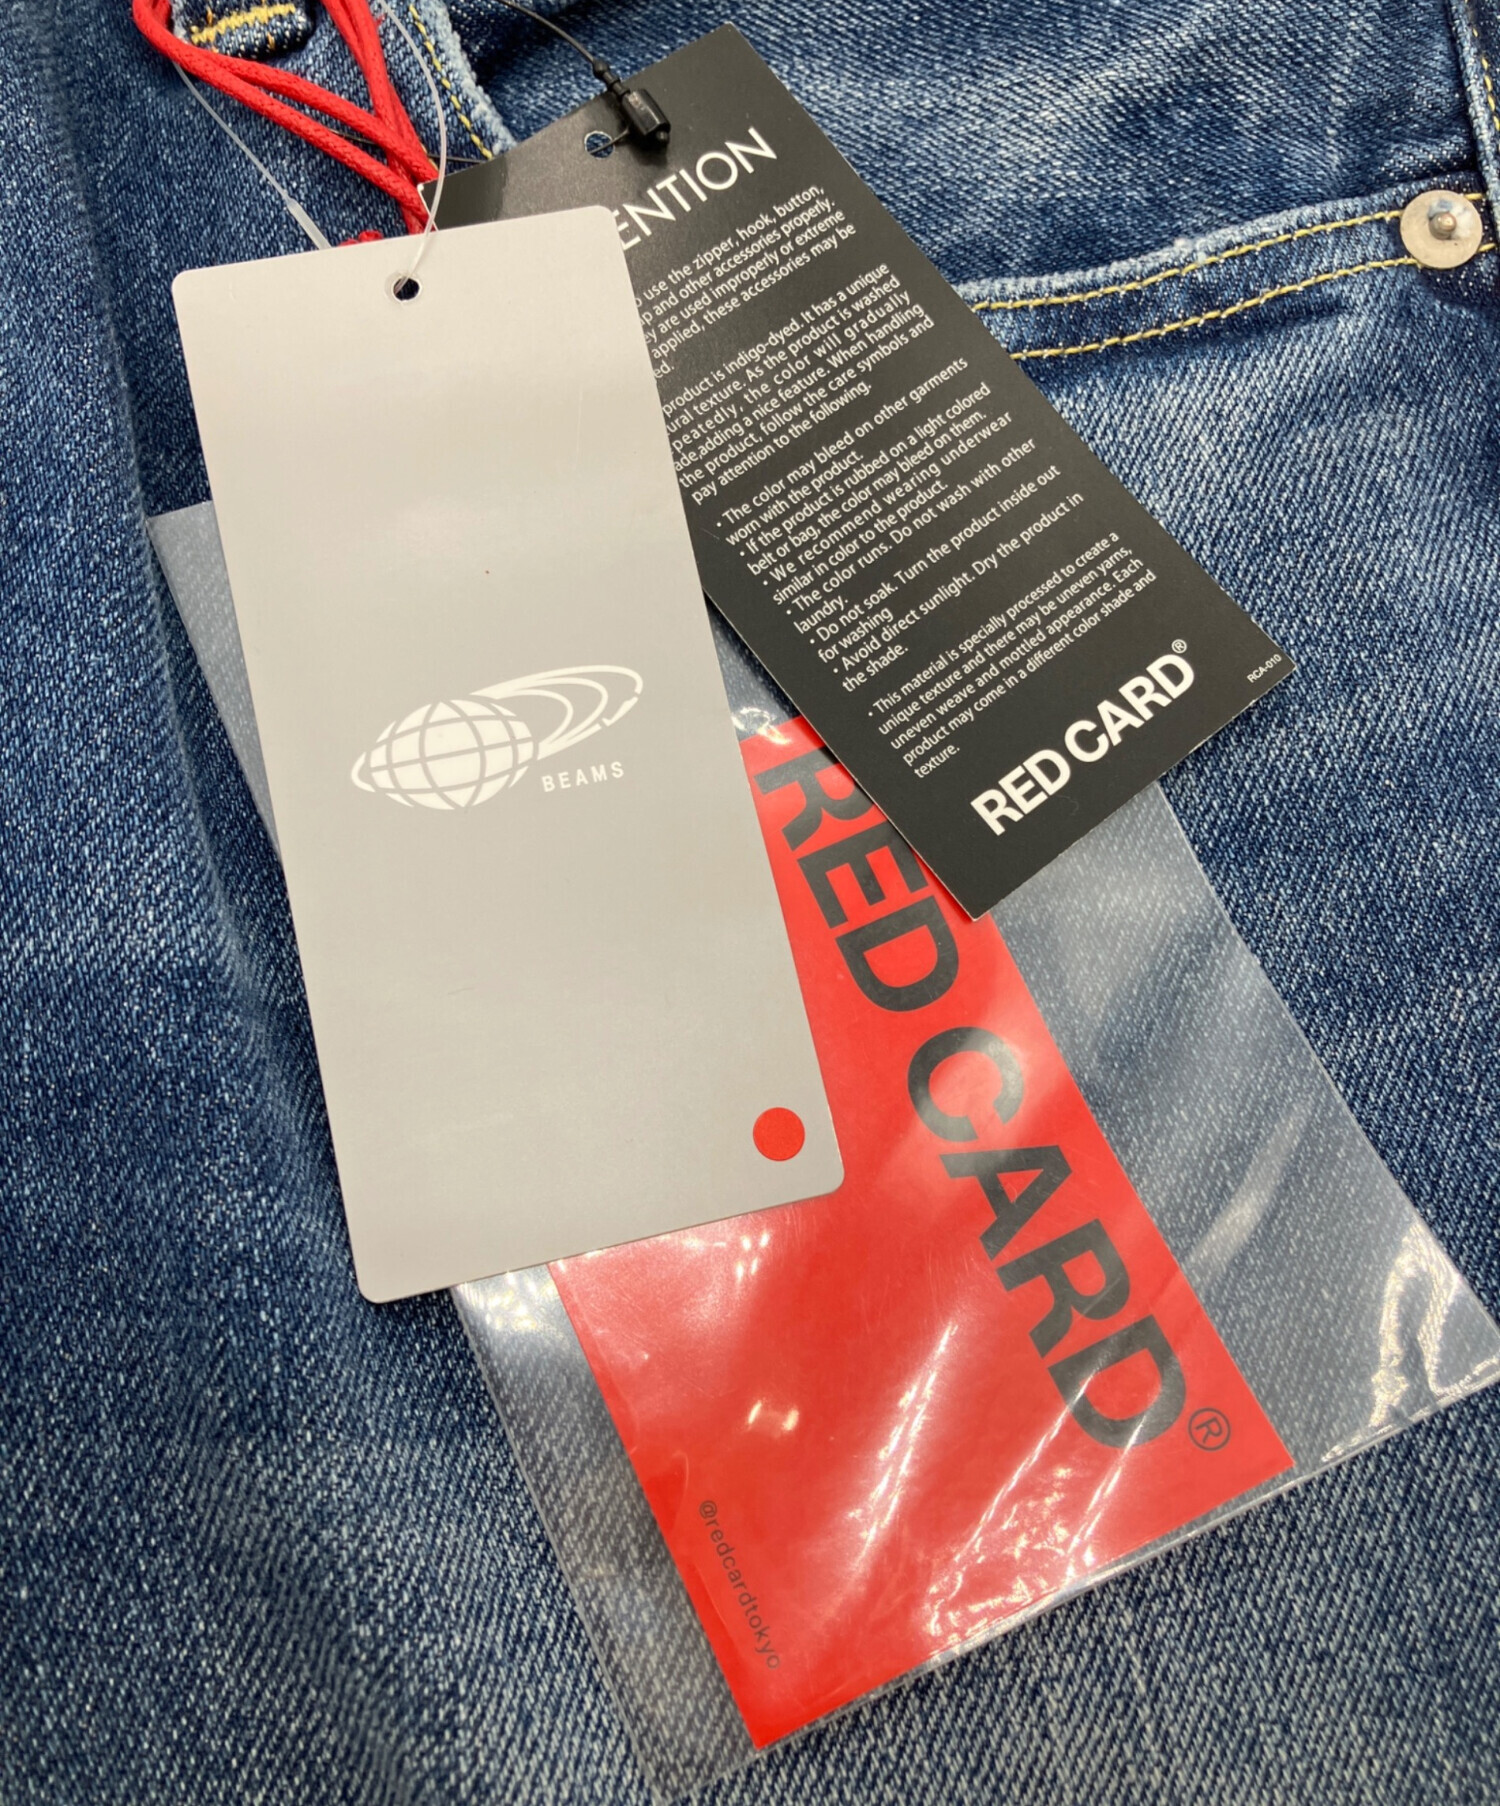 ENTION
use the zipper, hook, button,
and other accessories properly.
are used improperly or extreme
applied, these accessories may be
product is indigo-dyed. It has a unique
texture. As the product is washed
the color will gradually
adding a nice feature. When handling
the product, follow the care symbols and
pay attention to the following.
• The color may bleed on other garments
worn with the product.
• If the product is rubbed on a light colored
belt or bag, the color may bleed on them.
• We recommend wearing underwear
similar in color to the product.
• The color runs. Do not wash with other
laundry.
• Do not soak. Turn the product inside out
for washing
• Avoid direct sunlight. Dry the product in
the shade.
• This material is specially processed to create a
unique texture and there may be uneven yarns,
uneven weave and mottled appearance. Each
product may come in a different color shade and
texture.
RED CARD®
RCA-010
BEAMS
RED CARD®
@redcardtokyo